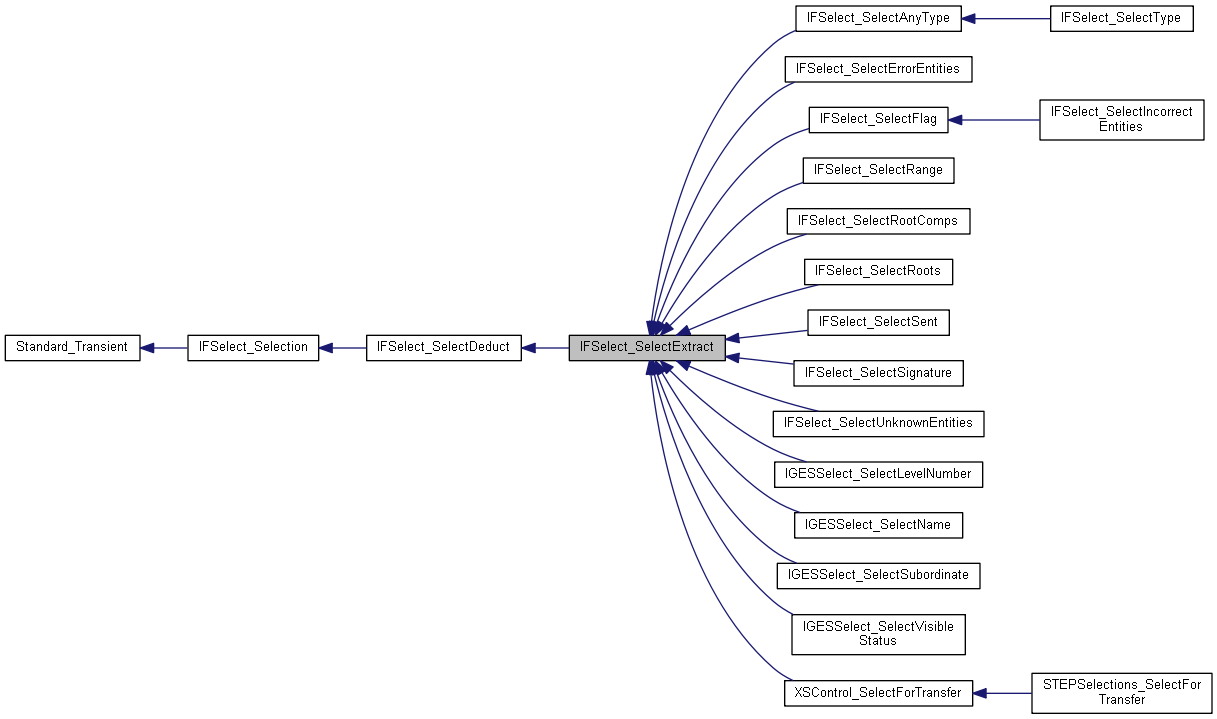 IFSelect_SelectAnyType
IFSelect_SelectType
IFSelect_SelectErrorEntities
IFSelect_SelectFlag
IFSelect_SelectIncorrect
Entities
IFSelect_SelectRange
IFSelect_SelectRootComps
IFSelect_SelectRoots
IFSelect_SelectSent
Standard_Transient
IFSelect_Selection
IFSelect_SelectDeduct
IFSelect_SelectExtract
IFSelect_SelectSignature
IFSelect_SelectUnknownEntities
IGESSelect_SelectLevelNumber
IGESSelect_SelectName
IGESSelect_SelectSubordinate
IGESSelect_SelectVisible
Status
XSControl_SelectForTransfer
STEPSelections_SelectFor
Transfer